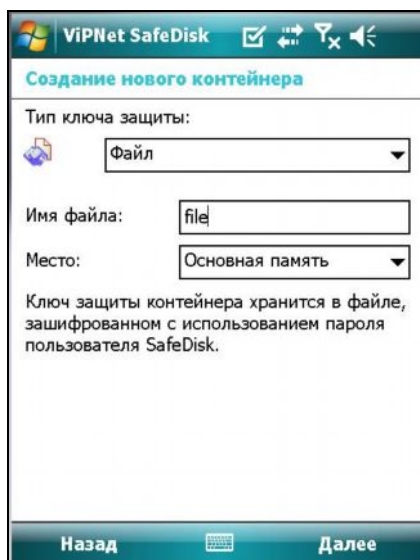 ViPNet SafeDisk
Создание нового контейнера
Тип ключа защиты:
Файл
Имя файла: file
Место: Основная память
Ключ защиты контейнера хранится в файле,
зашифрованном с использованием пароля
пользователя SafeDisk.
Назад Далее